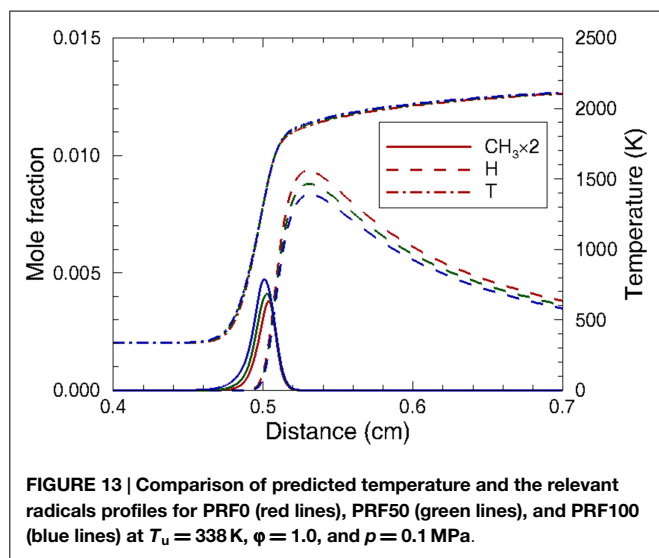 0.015
0.010
0.005
0.000
Mole fraction
2500
2000
1500
1000
500
0
Temperature (K)
CH₃×2
H
T
0.4 0.5 0.6 0.7
Distance (cm)
FIGURE 13 | Comparison of predicted temperature and the relevant
radicals profiles for PRF0 (red lines), PRF50 (green lines), and PRF100
(blue lines) at Tᵤ = 338 K, φ = 1.0, and p = 0.1 MPa.